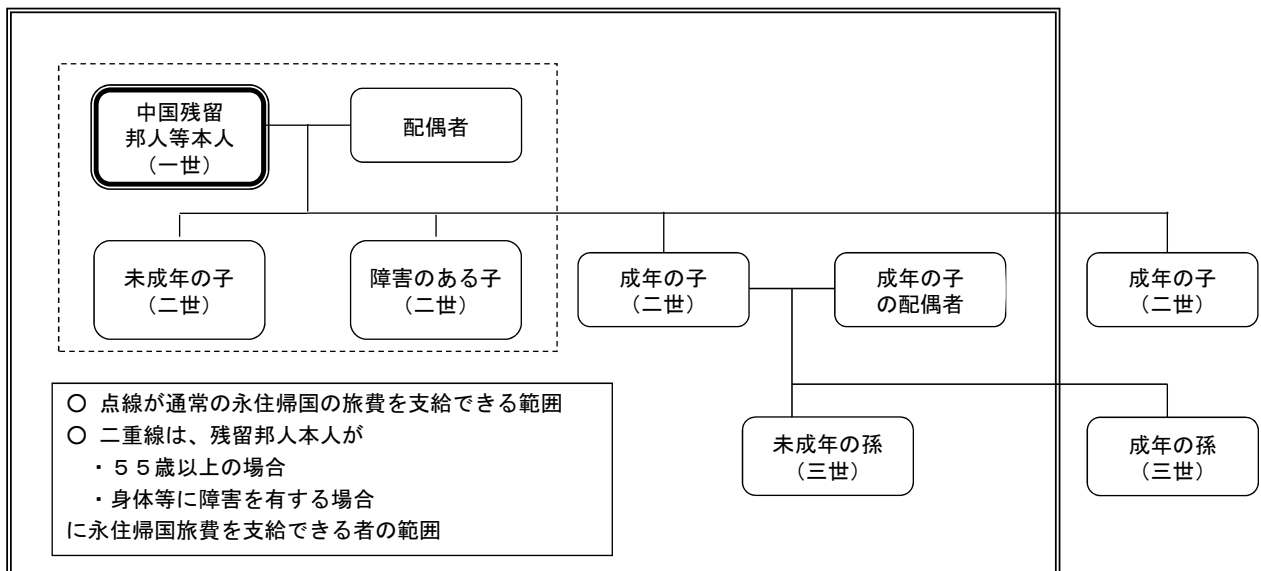 中国残留
邦人等本人
（一世）
配偶者
未成年の子
（二世）
障害のある子
（二世）
成年の子
（二世）
成年の子
の配偶者
成年の子
（二世）
○ 点線が通常の永住帰国の旅費を支給できる範囲
○ 二重線は、残留邦人本人が
・５５歳以上の場合
・身体等に障害を有する場合
に永住帰国旅費を支給できる者の範囲
未成年の孫
（三世）
成年の孫
（三世）